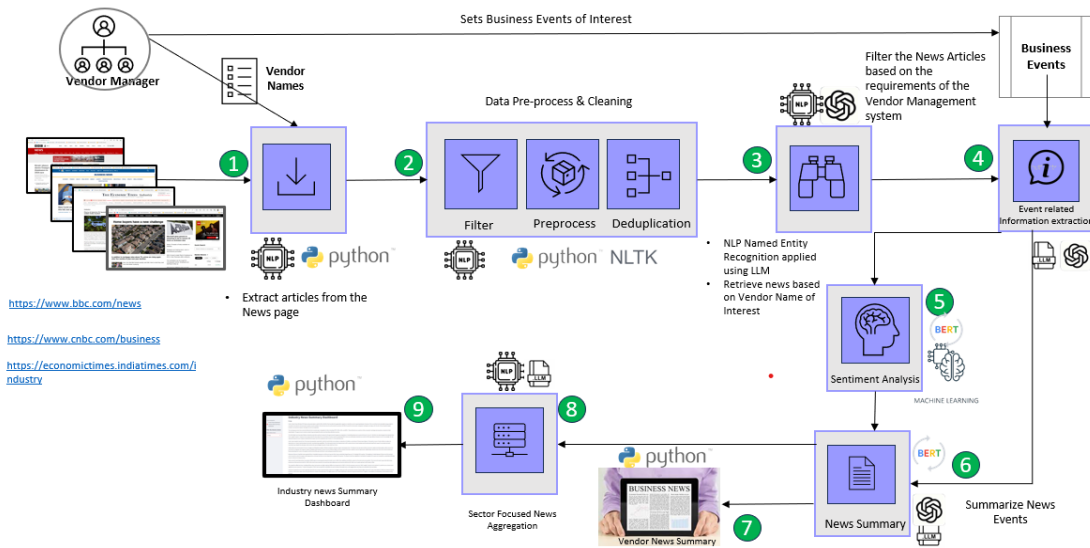 Sets Business Events of Interest
Vendor Manager
Vendor
Names
Business
Events
Filter the News Articles
based on the
requirements of the
Vendor Management
system
Data Pre-process & Cleaning
NLP
1
2
3
4
Filter
Preprocess
Deduplication
Event related
Information extraction
NLP
python™
NLP
python™
NLTK
LLM
• Extract articles from the
News page
• NLP Named Entity
Recognition applied
using LLM
• Retrieve news based
on Vendor Name of
Interest
https://www.bbc.com/news
https://www.cnbc.com/business
https://economictimes.indiatimes.com/i
ndustry
5
BERT
Sentiment Analysis
MACHINE LEARNING
python™
NLP
LLM
9
8
Industry news Summary
Dashboard
Sector Focused News
Aggregation
python™
BUSINESS NEWS
7
Vendor News Summary
BERT
6
News Summary
LLM
Summarize News
Events